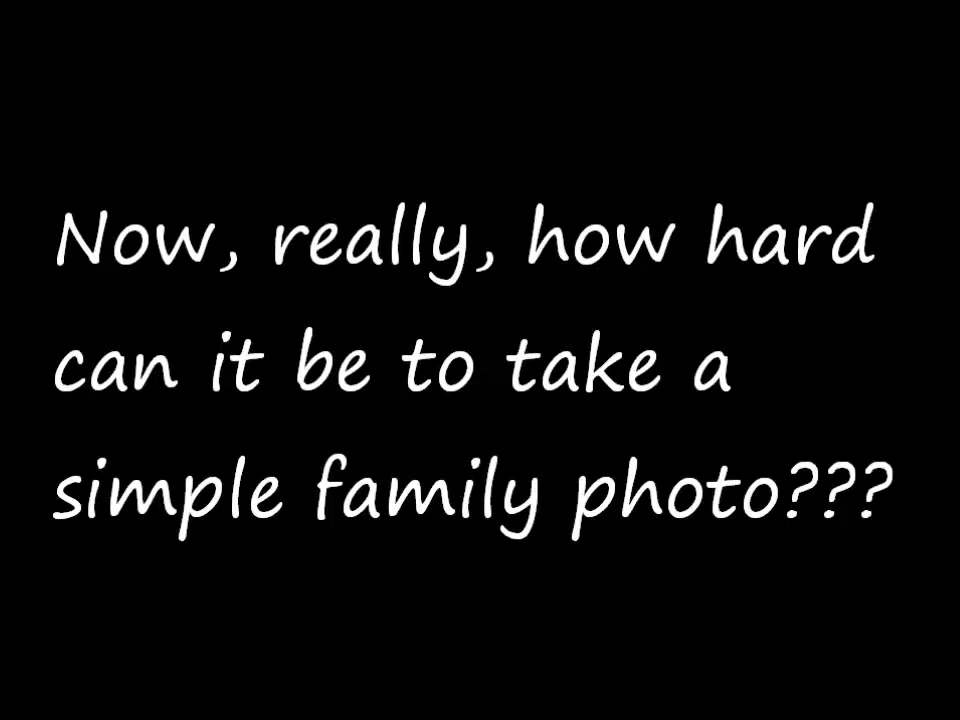 Now, really, how hard
can it be to take a
simple family photo???